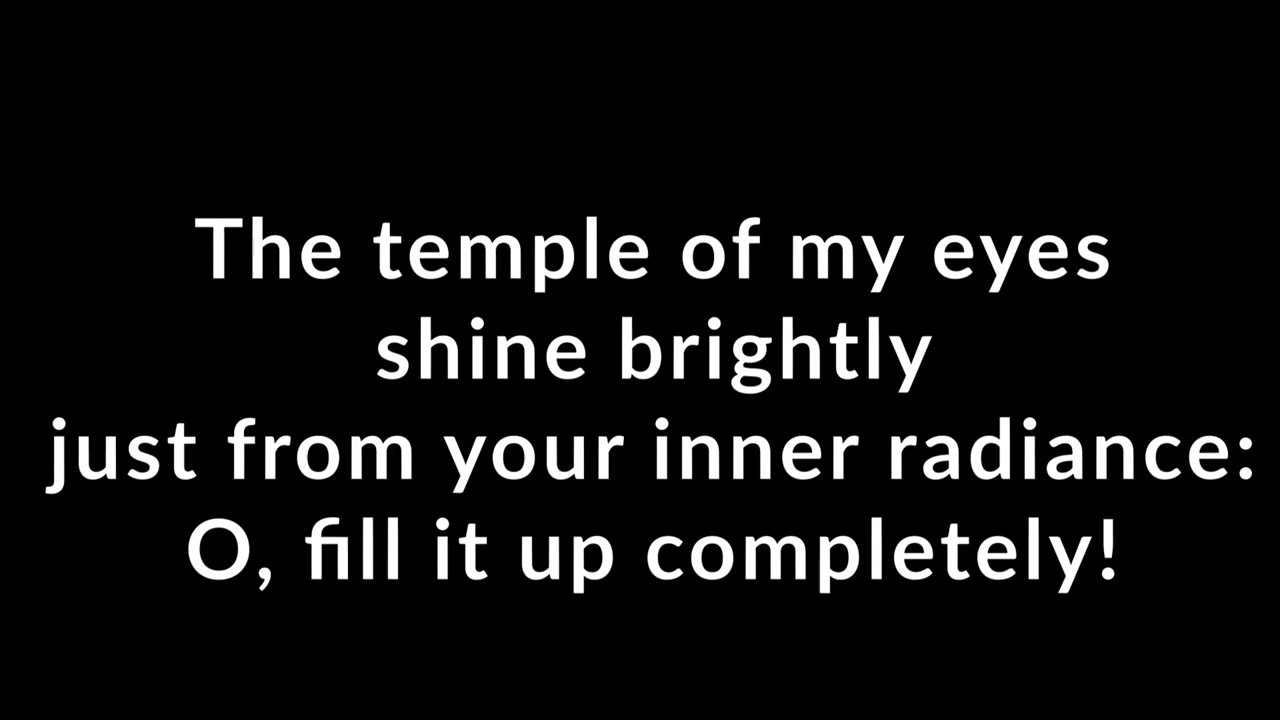 The temple of my eyes
shine brightly
just from your inner radiance:
O, fill it up completely!